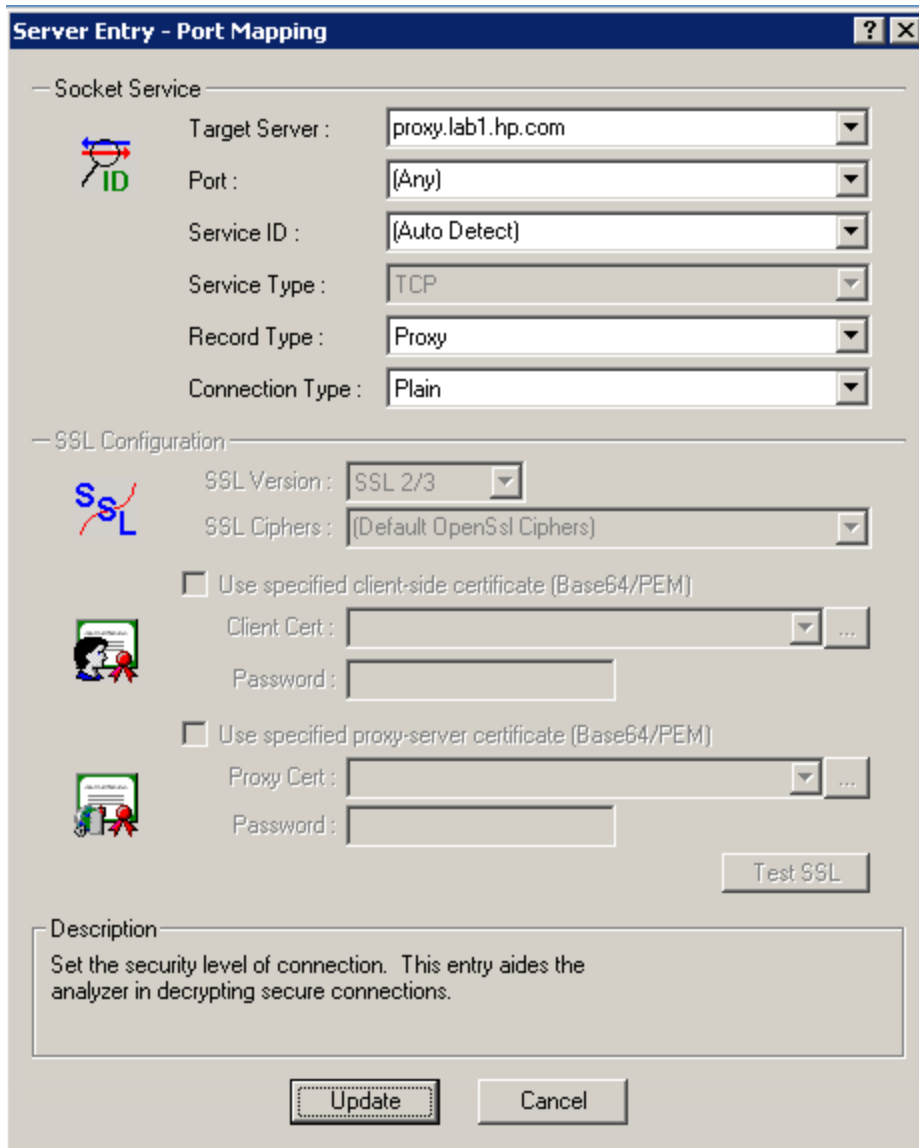 Server Entry - Port Mapping
Socket Service
ID
Target Server : proxy.lab1.hp.com
Port : (Any)
Service ID : (Auto Detect)
Service Type : TCP
Record Type : Proxy
Connection Type : Plain
SSL Configuration
SSL
SSL Version : SSL 2/3
SSL Ciphers : (Default OpenSsl Ciphers)
Use specified client-side certificate (Base64/PEM)
Client Cert : ...
Password :
Use specified proxy-server certificate (Base64/PEM)
Proxy Cert : ...
Password :
Test SSL
Description
Set the security level of connection.  This entry aides the
analyzer in decrypting secure connections.
Update Cancel